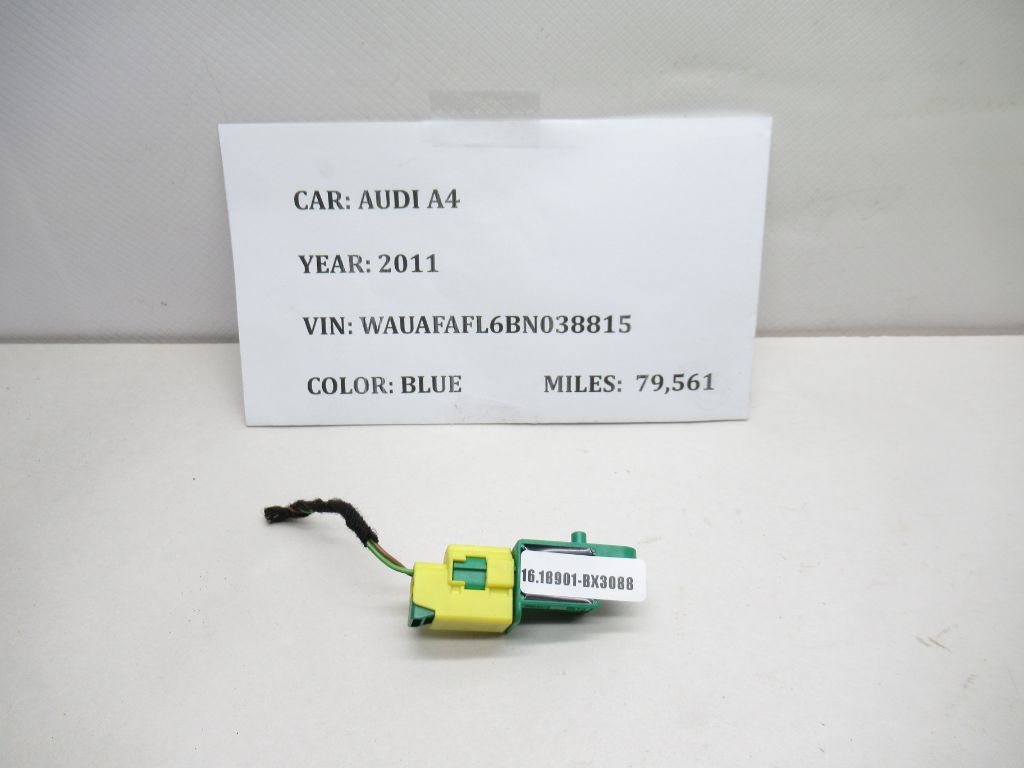 CAR: AUDI A4
YEAR: 2011
VIN: WAUAFAFL6BN038815
COLOR: BLUE MILES: 79,561
16.18901-BX3088